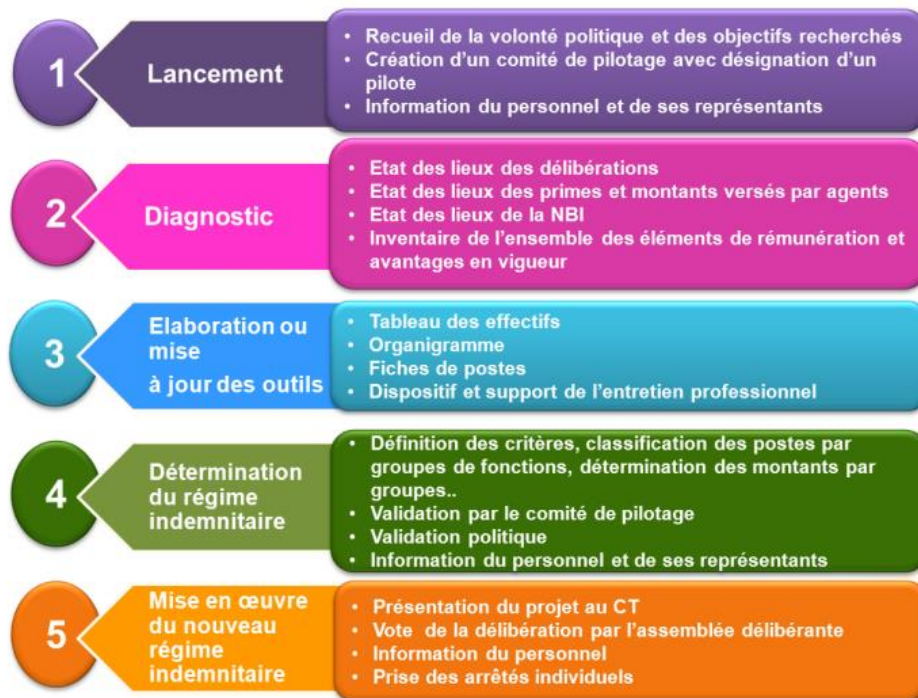 1
Lancement
• Recueil de la volonté politique et des objectifs recherchés
• Création d'un comité de pilotage avec désignation d'un
pilote
• Information du personnel et de ses représentants
2
Diagnostic
• Etat des lieux des délibérations
• Etat des lieux des primes et montants versés par agents
• Etat des lieux de la NBI
• Inventaire de l'ensemble des éléments de rémunération et
avantages en vigueur
3
Elaboration ou
mise
à jour des outils
• Tableau des effectifs
• Organigramme
• Fiches de postes
• Dispositif et support de l'entretien professionnel
4
Détermination
du régime
indemnitaire
• Définition des critères, classification des postes par
groupes de fonctions, détermination des montants par
groupes..
• Validation par le comité de pilotage
• Validation politique
• Information du personnel et de ses représentants
5
Mise en œuvre
du nouveau
régime
indemnitaire
• Présentation du projet au CT
• Vote de la délibération par l'assemblée délibérante
• Information du personnel
• Prise des arrêtés individuels